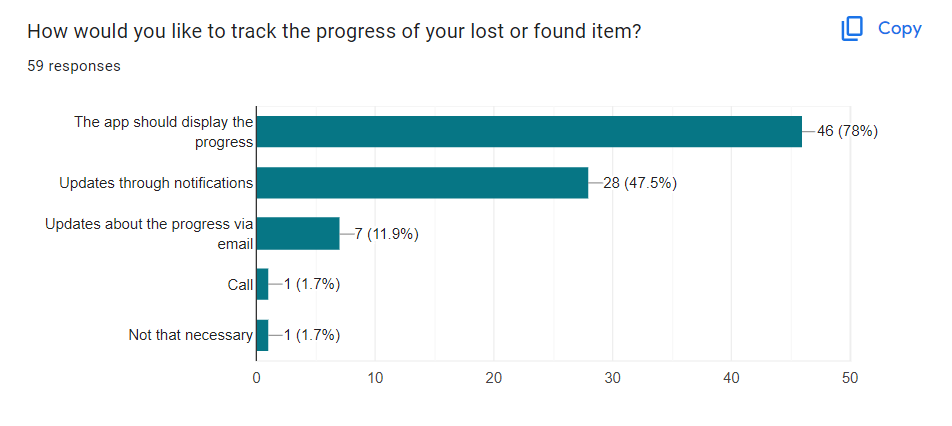 How would you like to track the progress of your lost or found item?
Copy
59 responses
The app should display the
progress
46 (78%)
Updates through notifications
28 (47.5%)
Updates about the progress via
email
7 (11.9%)
Call
1 (1.7%)
Not that necessary
1 (1.7%)
0
10
20
30
40
50